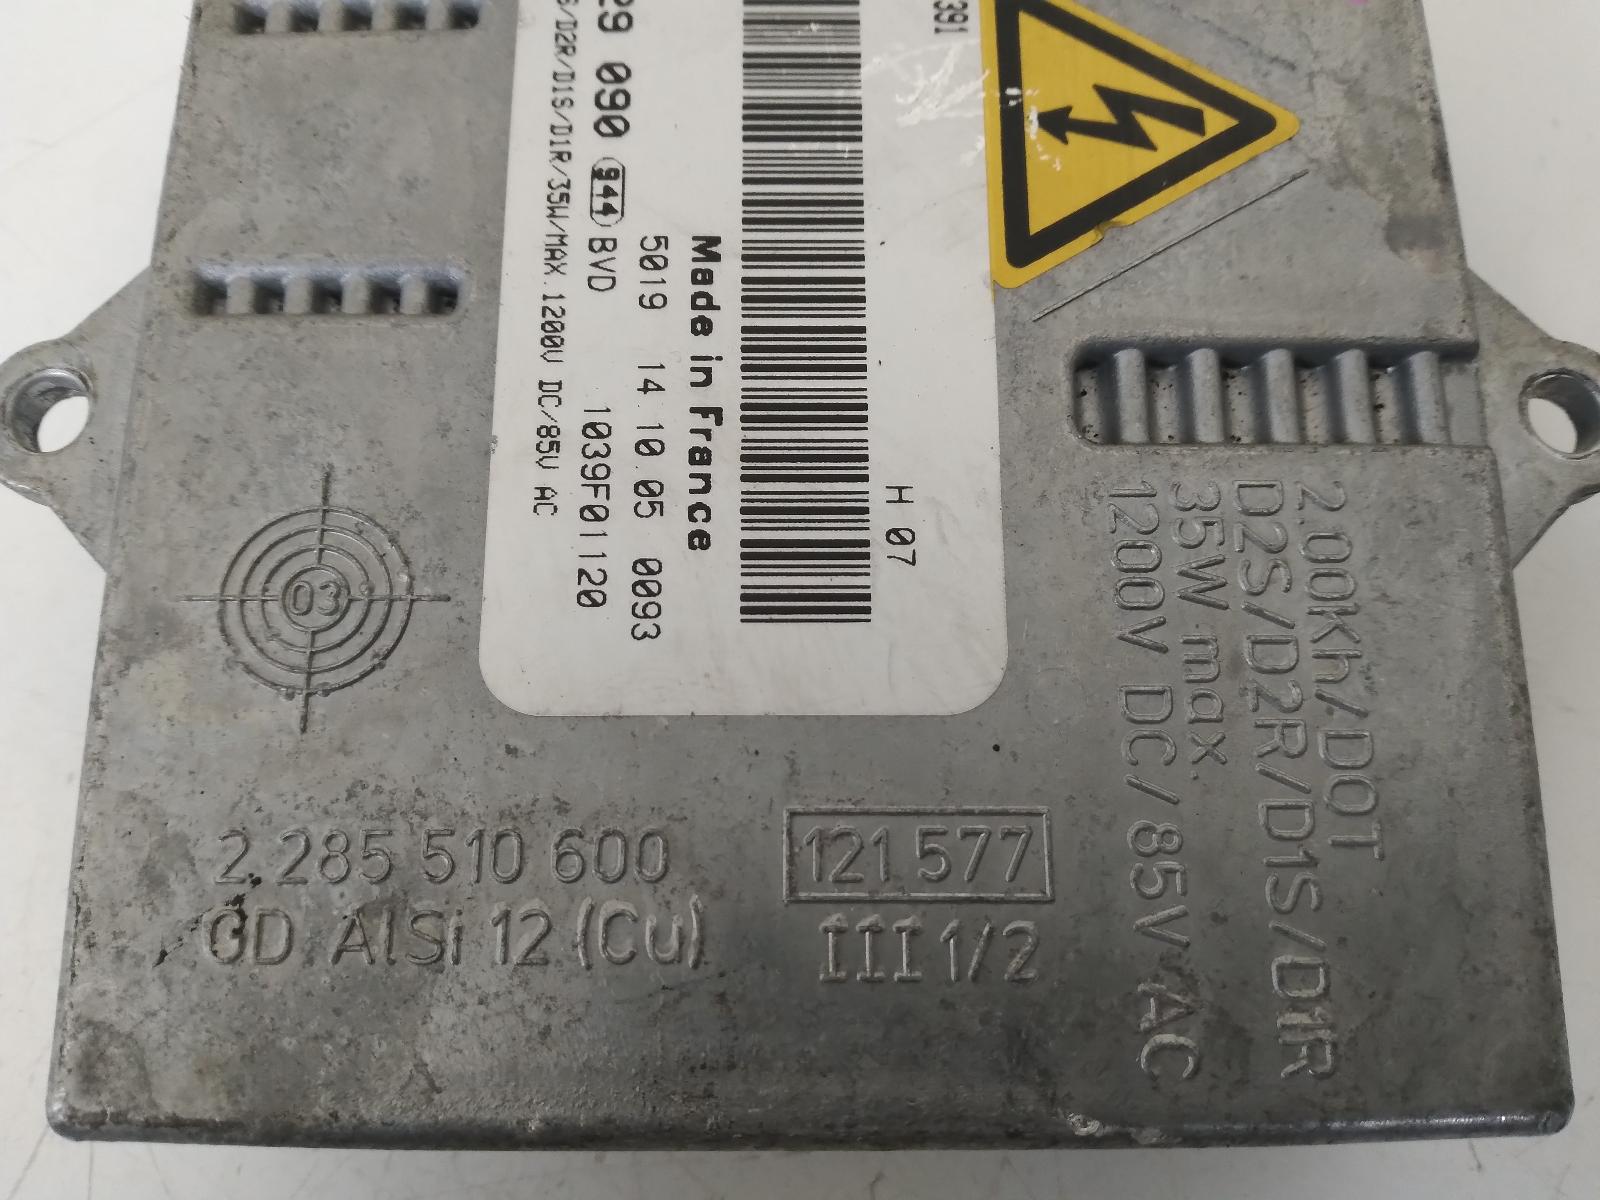 391
H 07
Made in France
5019 14.10.05 0093
29 090 944 BVD 1039F01120
/D2R/D1S/D1R/35W/MAX.1200V DC/85V AC
2.00Kh/DOT
D2S/D2R/D1S/D1R
35W max.
1200V DC/85V AC
03
2.285 510 600
GD AlSi 12 (Cu)
121 577
III 1/2